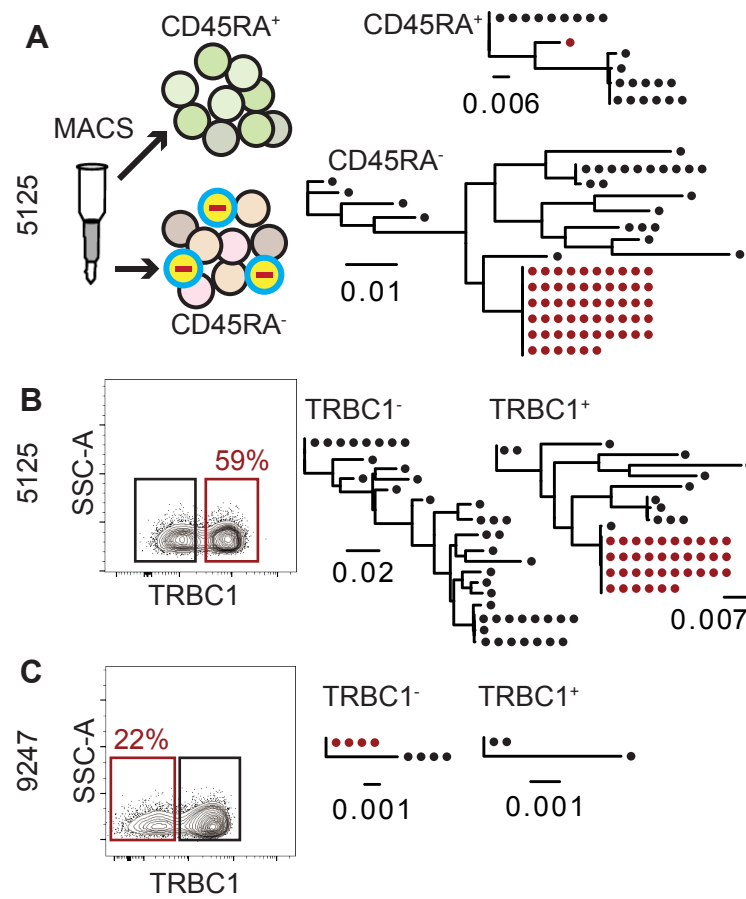 A
CD45RA+
CD45RA+
0.006
MACS
5125
CD45RA-
0.01
CD45RA-
B
5125
SSC-A
59%
TRBC1
TRBC1-
0.02
TRBC1+
0.007
C
9247
SSC-A
22%
TRBC1
TRBC1-
0.001
TRBC1+
0.001